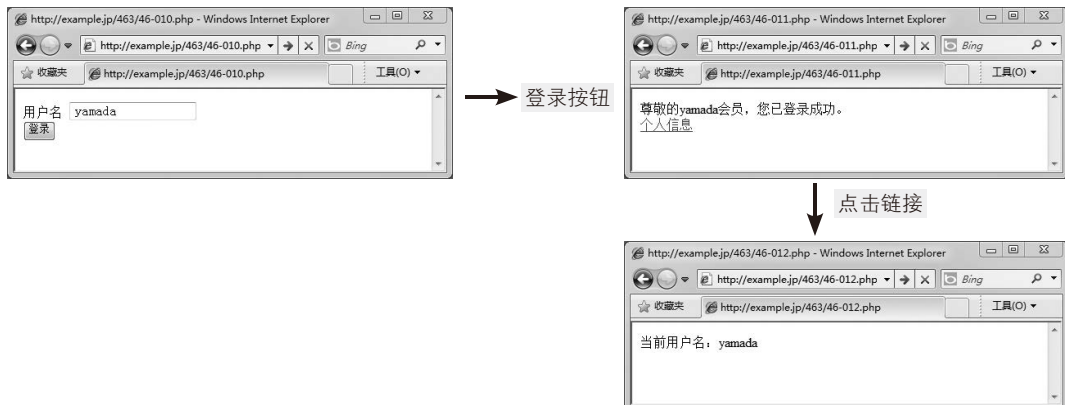 http://example.jp/463/46-010.php - Windows Internet Explorer
http://example.jp/463/46-010.php
Bing
收藏夹
http://example.jp/463/46-010.php
工具(O)
用户名 yamada
登录
登录按钮
http://example.jp/463/46-011.php - Windows Internet Explorer
http://example.jp/463/46-011.php
Bing
收藏夹
http://example.jp/463/46-011.php
工具(O)
尊敬的yamada会员，您已登录成功。
个人信息
点击链接
http://example.jp/463/46-012.php - Windows Internet Explorer
http://example.jp/463/46-012.php
Bing
收藏夹
http://example.jp/463/46-012.php
工具(O)
当前用户名：yamada